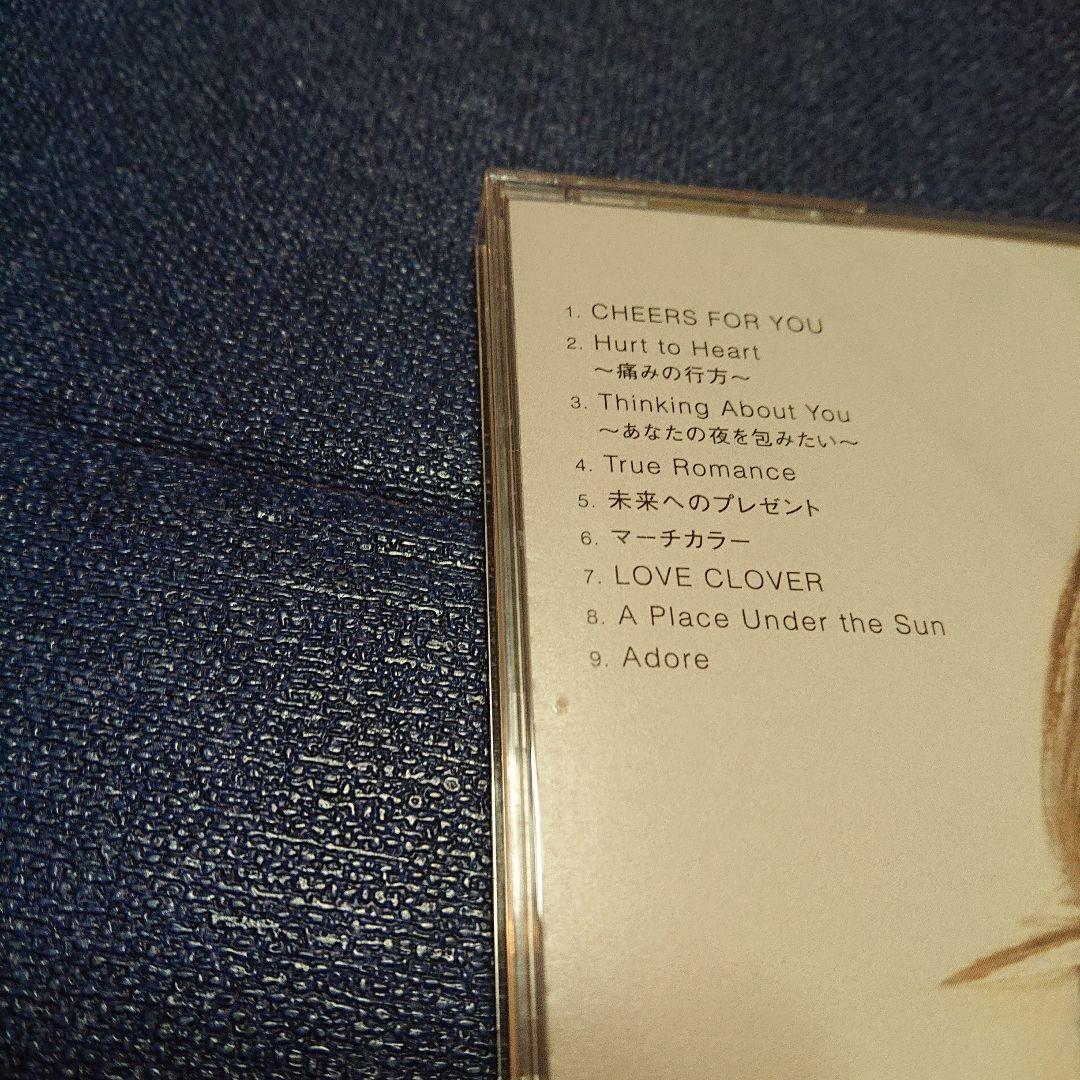 1. CHEERS FOR YOU
2. Hurt to Heart
～痛みの行方～
3. Thinking About You
～あなたの夜を包みたい～
4. True Romance
5. 未来へのプレゼント
6. マーチカラー
7. LOVE CLOVER
8. A Place Under the Sun
9. Adore